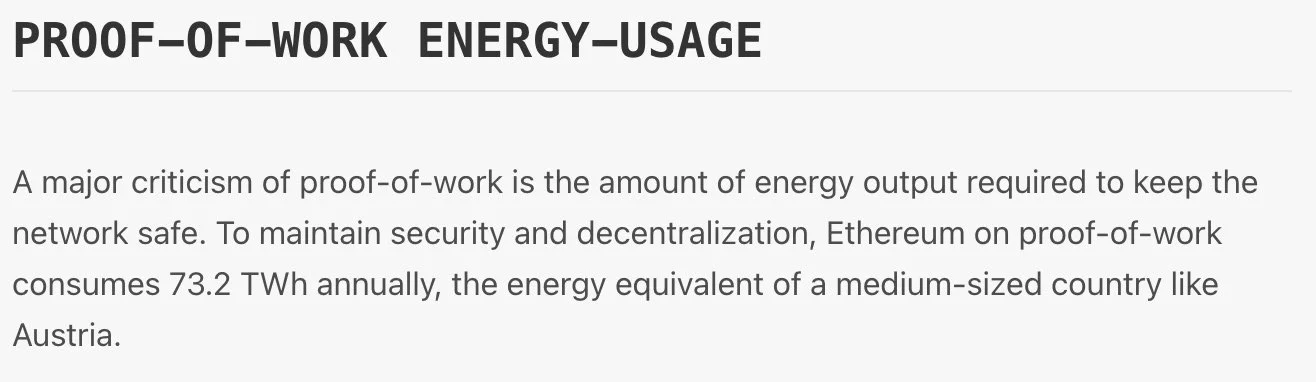 PROOF-OF-WORK ENERGY-USAGE
A major criticism of proof-of-work is the amount of energy output required to keep the
network safe. To maintain security and decentralization, Ethereum on proof-of-work
consumes 73.2 TWh annually, the energy equivalent of a medium-sized country like
Austria.